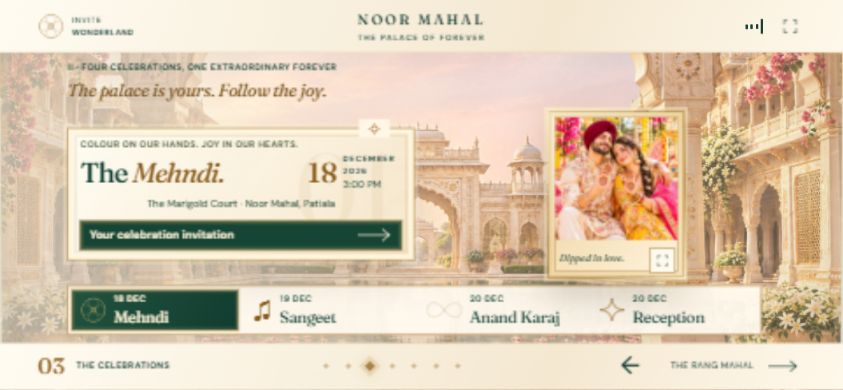 INVITE
WONDERLAND
NOOR MAHAL
THE PALACE OF FOREVER
II—FOUR CELEBRATIONS, ONE EXTRAORDINARY FOREVER
The palace is yours. Follow the joy.
COLOUR ON OUR HANDS. JOY IN OUR HEARTS.
The Mehndi.
18
DECEMBER
2026
3:00 PM
The Marigold Court · Noor Mahal, Patiala
Your celebration invitation
Dipped in love.
18 DEC
Mehndi
19 DEC
Sangeet
20 DEC
Anand Karaj
20 DEC
Reception
03 THE CELEBRATIONS
THE RANG MAHAL